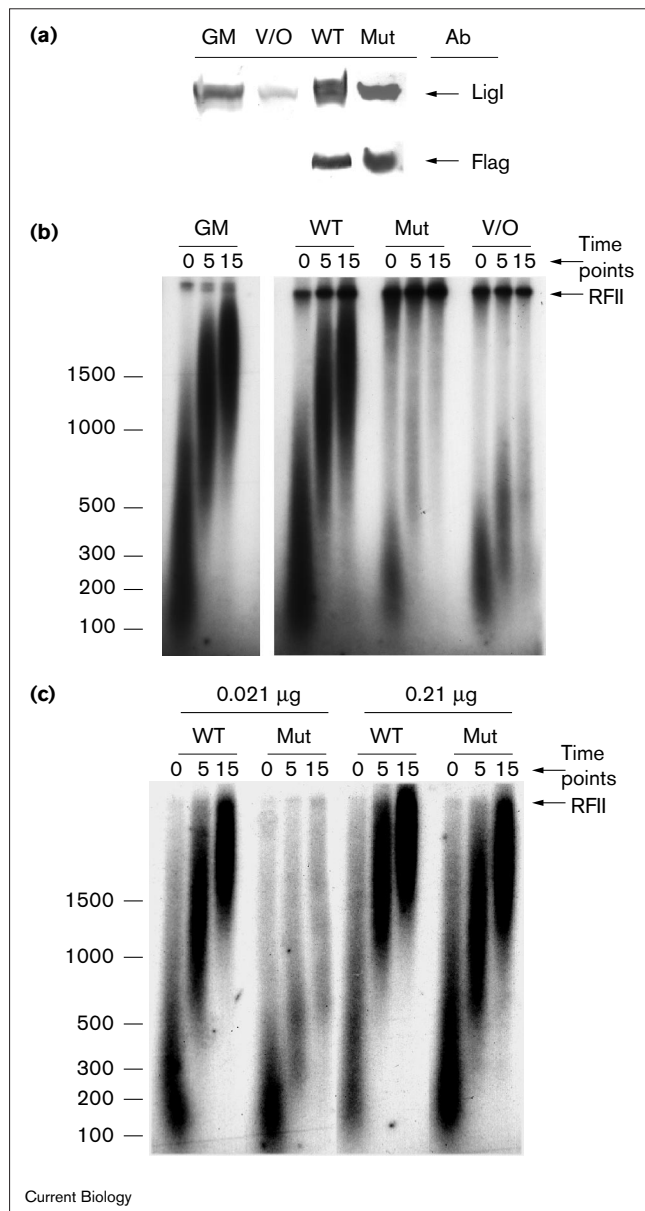 (a)
GM V/O WT Mut Ab
LigI
Flag
(b)
GM WT Mut V/O
0 5 15 0 5 15 0 5 15 0 5 15 Time points
RFII
1500
1000
500
300
200
100
(c)
0.021 µg 0.21 µg
WT Mut WT Mut
0 5 15 0 5 15 0 5 15 0 5 15 Time points
RFII
1500
1000
500
300
200
100
Current Biology